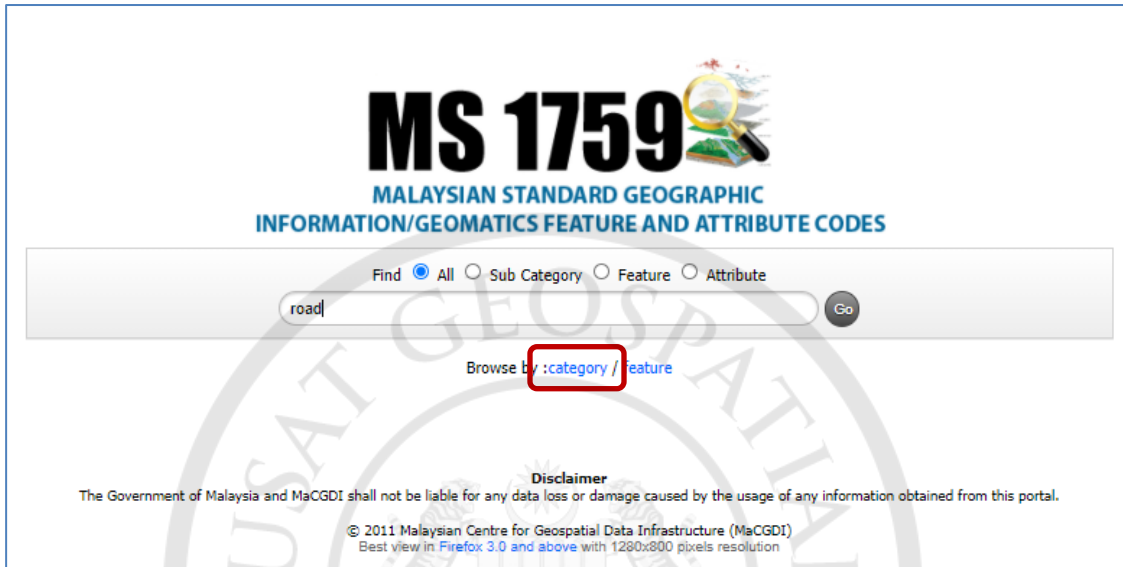 MS 1759
MALAYSIAN STANDARD GEOGRAPHIC
INFORMATION/GEOMATICS FEATURE AND ATTRIBUTE CODES
Find All Sub Category Feature Attribute
road
Go
Browse by :category / feature
Disclaimer
The Government of Malaysia and MaCGDI shall not be liable for any data loss or damage caused by the usage of any information obtained from this portal.
© 2011 Malaysian Centre for Geospatial Data Infrastructure (MaCGDI)
Best view in Firefox 3.0 and above with 1280x800 pixels resolution
PUSAT GEOSPATIA